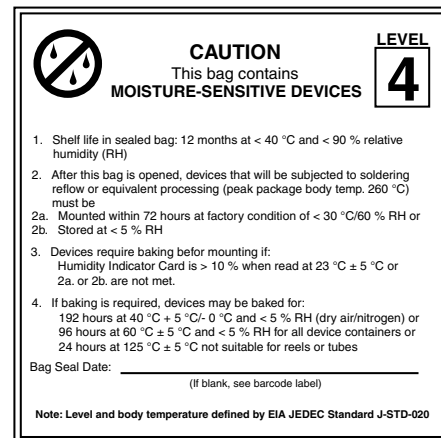 LEVEL
4
CAUTION
This bag contains
MOISTURE-SENSITIVE DEVICES
1. Shelf life in sealed bag: 12 months at < 40 °C and < 90 % relative
humidity (RH)
2. After this bag is opened, devices that will be subjected to soldering
reflow or equivalent processing (peak package body temp. 260 °C)
must be
2a. Mounted within 72 hours at factory condition of < 30 °C/60 % RH or
2b. Stored at < 5 % RH
3. Devices require baking befor mounting if:
Humidity Indicator Card is > 10 % when read at 23 °C ± 5 °C or
2a. or 2b. are not met.
4. If baking is required, devices may be baked for:
192 hours at 40 °C + 5 °C/- 0 °C and < 5 % RH (dry air/nitrogen) or
96 hours at 60 °C ± 5 °C and < 5 % RH for all device containers or
24 hours at 125 °C ± 5 °C not suitable for reels or tubes
Bag Seal Date:
(If blank, see barcode label)
Note: Level and body temperature defined by EIA JEDEC Standard J-STD-020